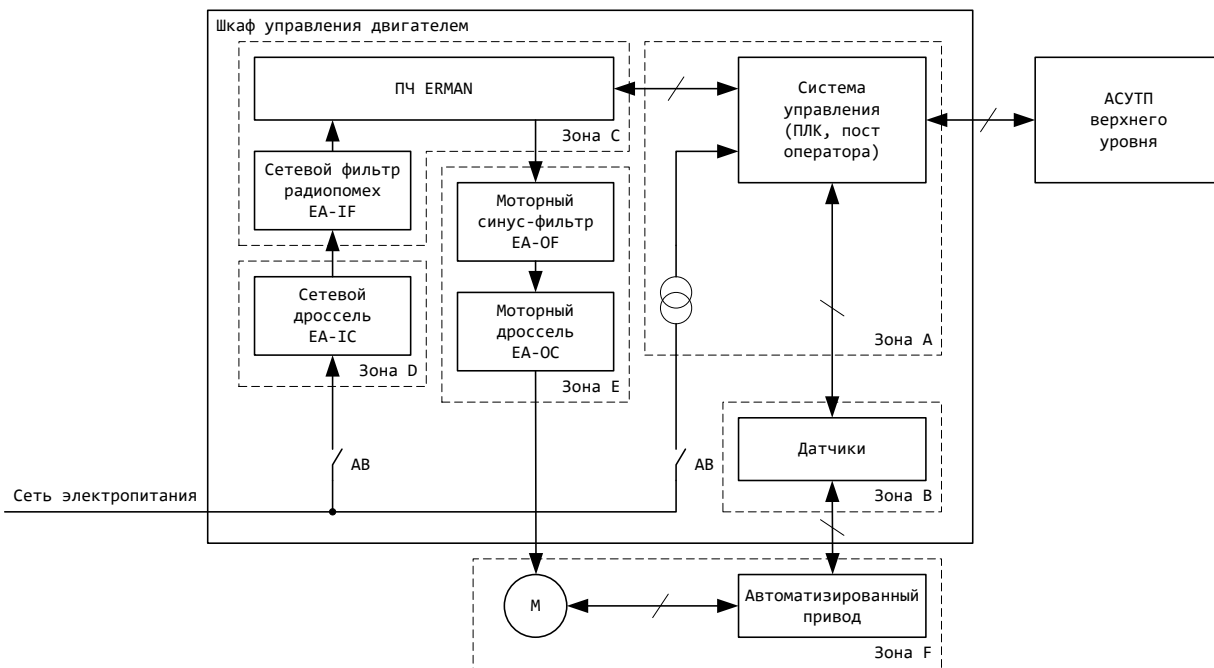 Шкаф управления двигателем
ПЧ ERMAN
Зона C
Сетевой фильтр
радиопомех
EA-IF
Сетевой
дроссель
EA-IC
Зона D
Моторный
синус-фильтр
EA-OF
Моторный
дроссель
EA-OC
Зона E
Система
управления
(ПЛК, пост
оператора)
Зона A
АСУТП
верхнего
уровня
Датчики
Зона B
АВ
АВ
Сеть электропитания
М
Автоматизированный
привод
Зона F